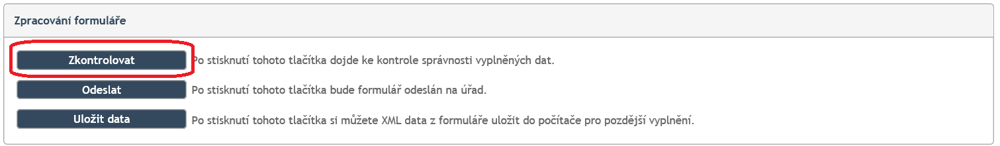 Zpracování formuláře
Zkontrolovat Po stisknutí tohoto tlačítka dojde ke kontrole správnosti vyplněných dat.
Odeslat Po stisknutí tohoto tlačítka bude formulář odeslán na úřad.
Uložit data Po stisknutí tohoto tlačítka si můžete XML data z formuláře uložit do počítače pro pozdější vyplnění.